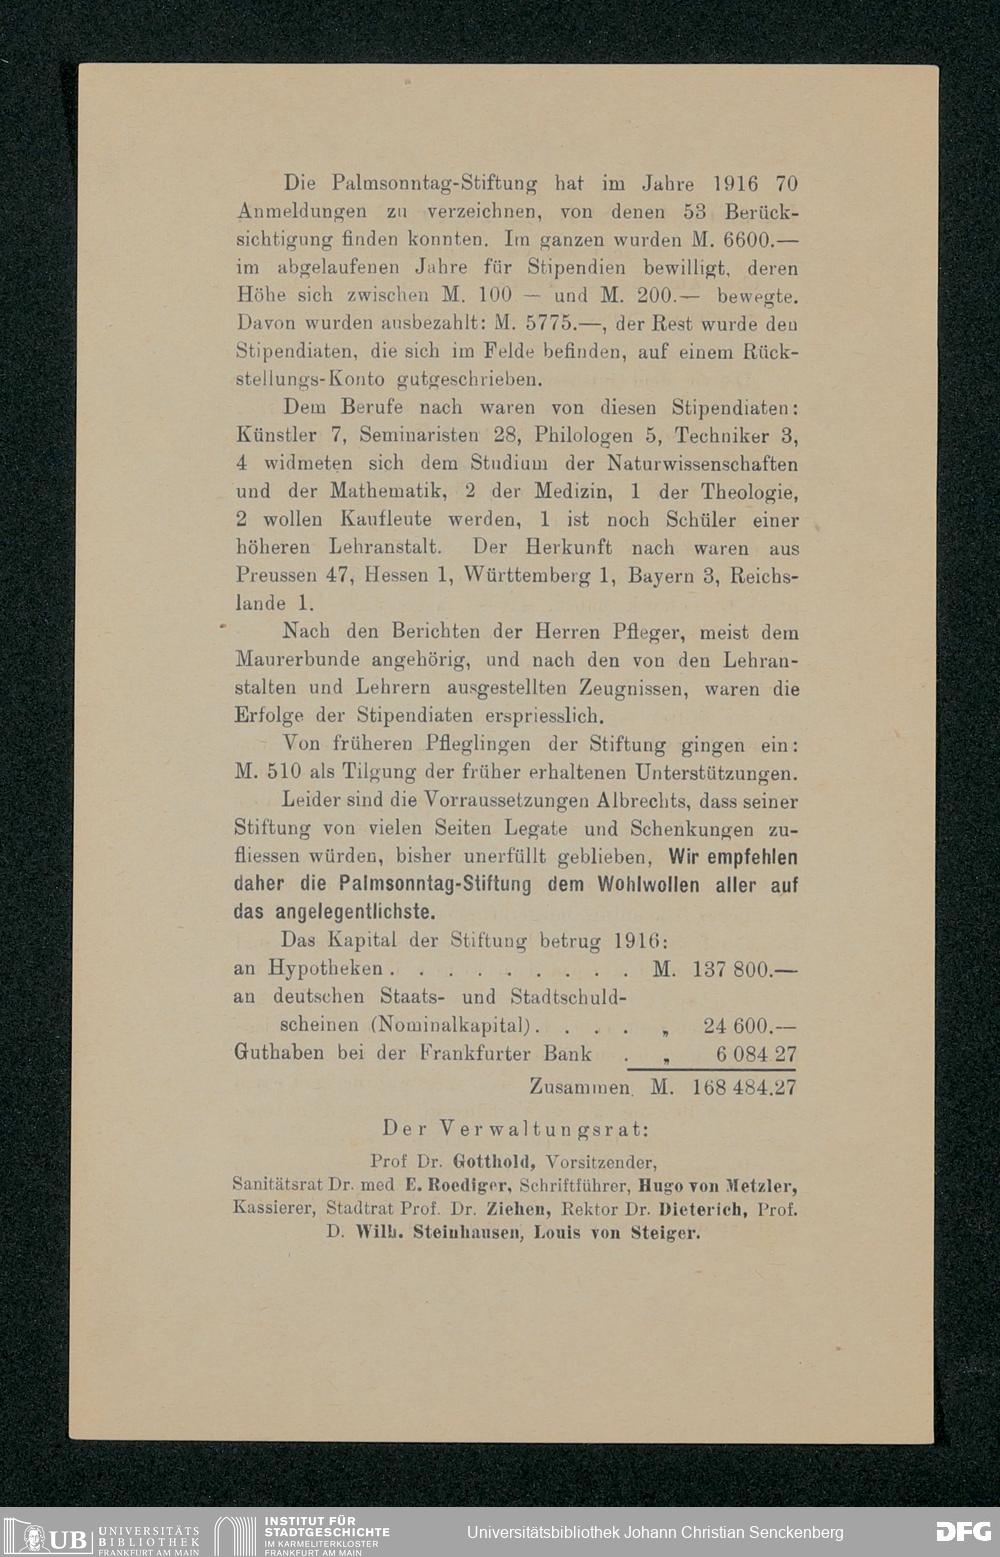 Die Palmsonntag-Stiftung hat im Jahre 1916 70
Anmeldungen zu verzeichnen, von denen 53 Berück-
sichtigung finden konnten. Im ganzen wurden M. 6600.—
im abgelaufenen Jahre für Stipendien bewilligt, deren
Höhe sich zwischen M. 100 — und M. 200.— bewegte.
Davon wurden ausbezahlt: M. 5775.—, der Rest wurde den
Stipendiaten, die sich im Felde befinden, auf einem Rück-
stellungs-Konto gutgeschrieben.
Dem Berufe nach waren von diesen Stipendiaten:
Künstler 7, Seminaristen 28, Philologen 5, Techniker 3,
4 widmeten sich dem Studium der Naturwissenschaften
und der Mathematik, 2 der Medizin, 1 der Theologie,
2 wollen Kaufleute werden, 1 ist noch Schüler einer
höheren Lehranstalt. Der Herkunft nach waren aus
Preussen 47, Hessen 1, Württemberg 1, Bayern 3, Reichs-
lande 1.
Nach den Berichten der Herren Pfleger, meist dem
Maurerbunde angehörig, und nach den von den Lehran-
stalten und Lehrern ausgestellten Zeugnissen, waren die
Erfolge der Stipendiaten erspriesslich.
Von früheren Pfleglingen der Stiftung gingen ein:
M. 510 als Tilgung der früher erhaltenen Unterstützungen.
Leider sind die Vorraussetzungen Albrechts, dass seiner
Stiftung von vielen Seiten Legate und Schenkungen zu-
fliessen würden, bisher unerfüllt geblieben, Wir empfehlen
daher die Palmsonntag-Stiftung dem Wohlwollen aller auf
das angelegentlichste.
Das Kapital der Stiftung betrug 1916:
an Hypotheken . . . . . . . . . M. 137 800.—
an deutschen Staats- und Stadtschuld-
scheinen (Nominalkapital) . . . . „ 24 600.—
Guthaben bei der Frankfurter Bank . „ 6 084 27
Zusammen M. 168 484.27
Der Verwaltungsrat:
Prof Dr. Gotthold, Vorsitzender,
Sanitätsrat Dr. med E. Roediger, Schriftführer, Hugo von Metzler,
Kassierer, Stadtrat Prof. Dr. Ziehen, Rektor Dr. Dieterich, Prof.
D. Wilh. Steinhausen, Louis von Steiger.
UB UNIVERSITÄTS
BIBLIOTHEK
FRANKFURT AM MAIN
INSTITUT FÜR
STADTGESCHICHTE
IM KARMELITERKLOSTER
FRANKFURT AM MAIN
Universitätsbibliothek Johann Christian Senckenberg
DFG